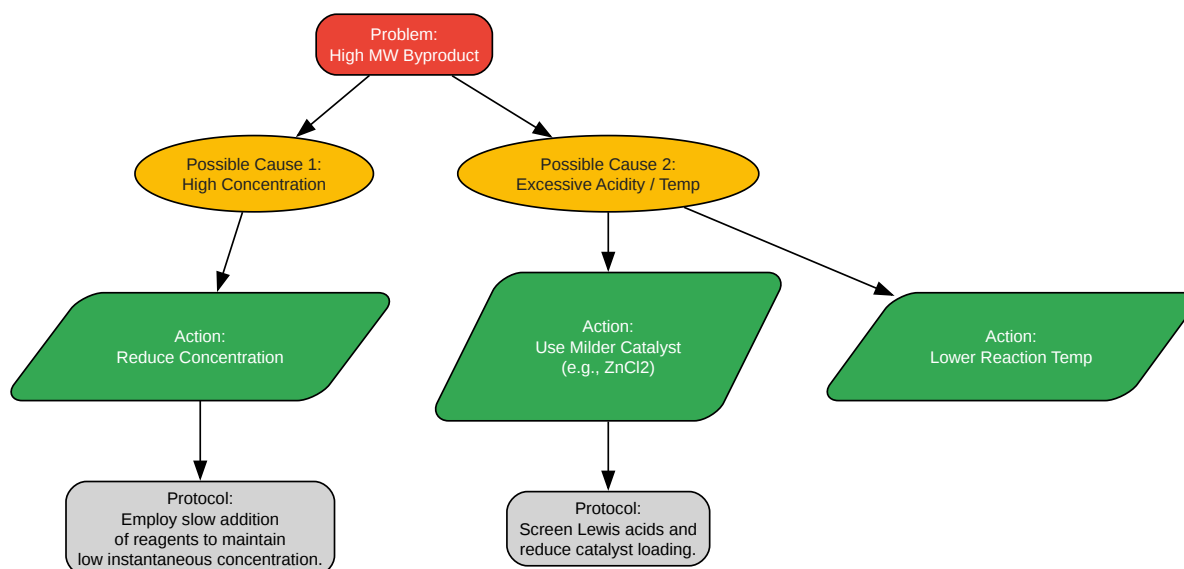 Problem:
High MW Byproduct
Possible Cause 1:
High Concentration
Possible Cause 2:
Excessive Acidity / Temp
Action:
Reduce Concentration
Action:
Use Milder Catalyst
(e.g., ZnCl2)
Action:
Lower Reaction Temp
Protocol:
Employ slow addition
of reagents to maintain
low instantaneous concentration.
Protocol:
Screen Lewis acids and
reduce catalyst loading.